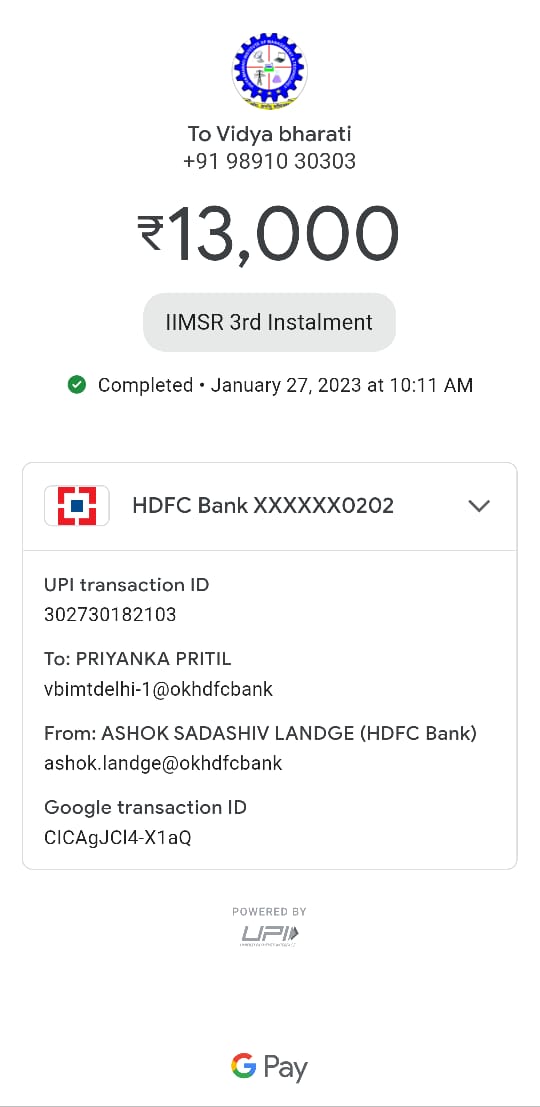 To Vidya bharati
+91 98910 30303
₹13,000
IIMSR 3rd Instalment
Completed • January 27, 2023 at 10:11 AM
HDFC Bank XXXXXX0202
UPI transaction ID
302730182103
To: PRIYANKA PRITIL
vbimtdelhi-1@okhdfcbank
From: ASHOK SADASHIV LANDGE (HDFC Bank)
ashok.landge@okhdfcbank
Google transaction ID
CICAgJCI4-X1aQ
POWERED BY
UPI
G Pay